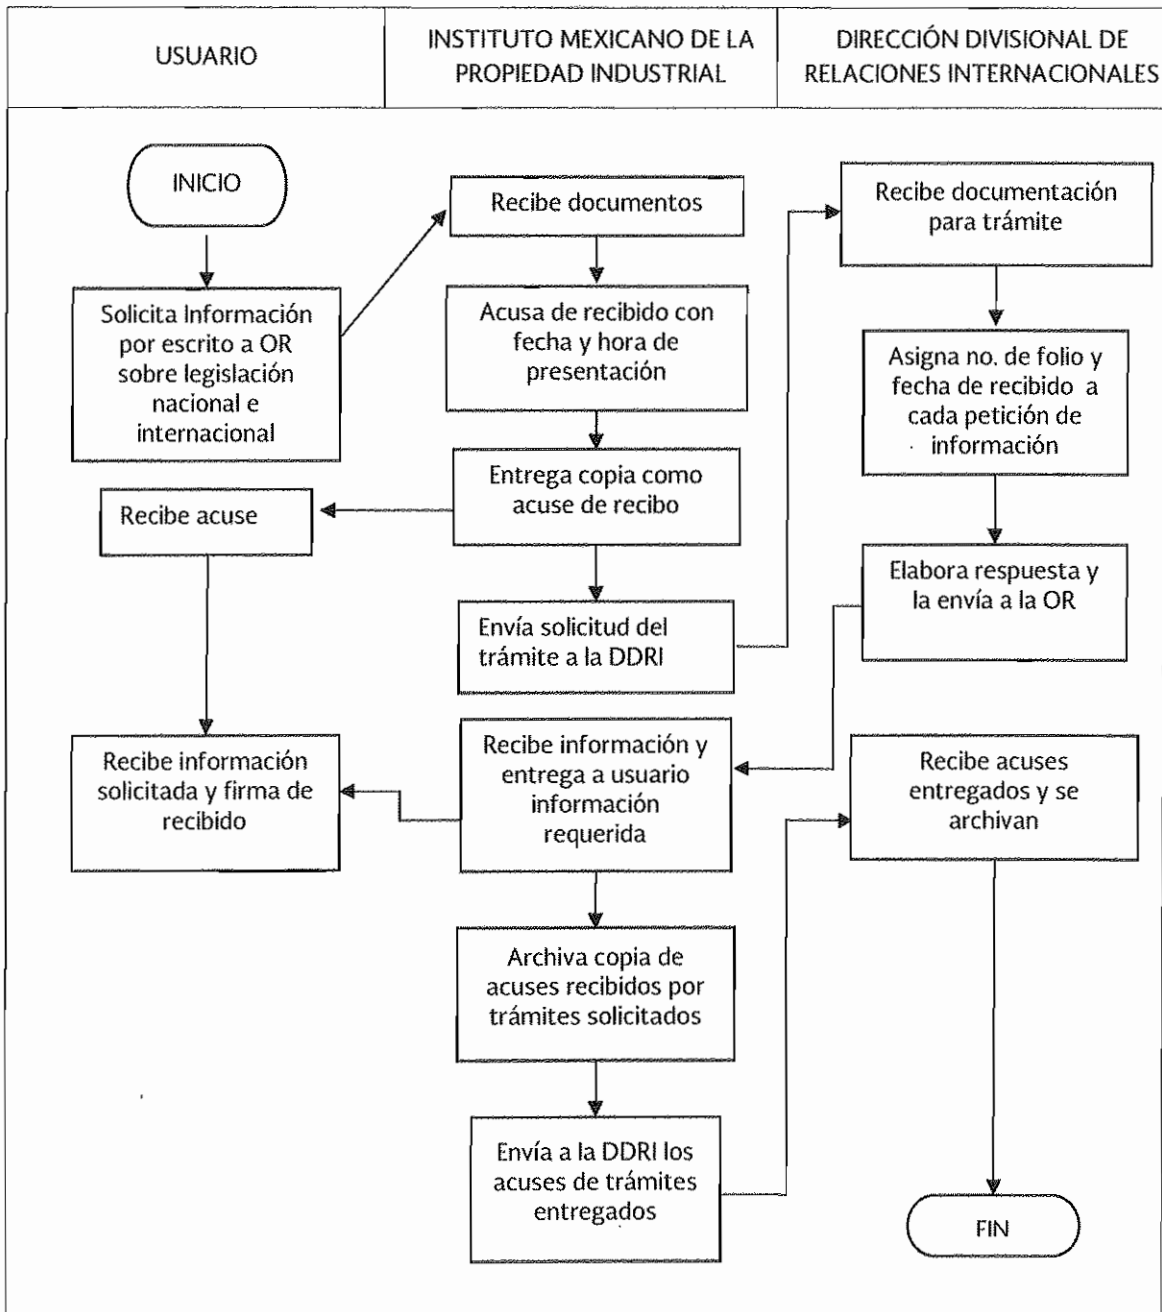 USUARIO
INSTITUTO MEXICANO DE LA
PROPIEDAD INDUSTRIAL
DIRECCIÓN DIVISIONAL DE
RELACIONES INTERNACIONALES
INICIO
Solicita Información
por escrito a OR
sobre legislación
nacional e
internacional
Recibe documentos
Acusa de recibido con
fecha y hora de
presentación
Entrega copia como
acuse de recibo
Recibe acuse
Envía solicitud del
trámite a la DDRI
Recibe documentación
para trámite
Asigna no. de folio y
fecha de recibido a
cada petición de
información
Elabora respuesta y
la envía a la OR
Recibe información y
entrega a usuario
información
requerida
Recibe información
solicitada y firma de
recibido
Archiva copia de
acuses recibidos por
trámites solicitados
Envía a la DDRI los
acuses de trámites
entregados
Recibe acuses
entregados y se
archivan
FIN